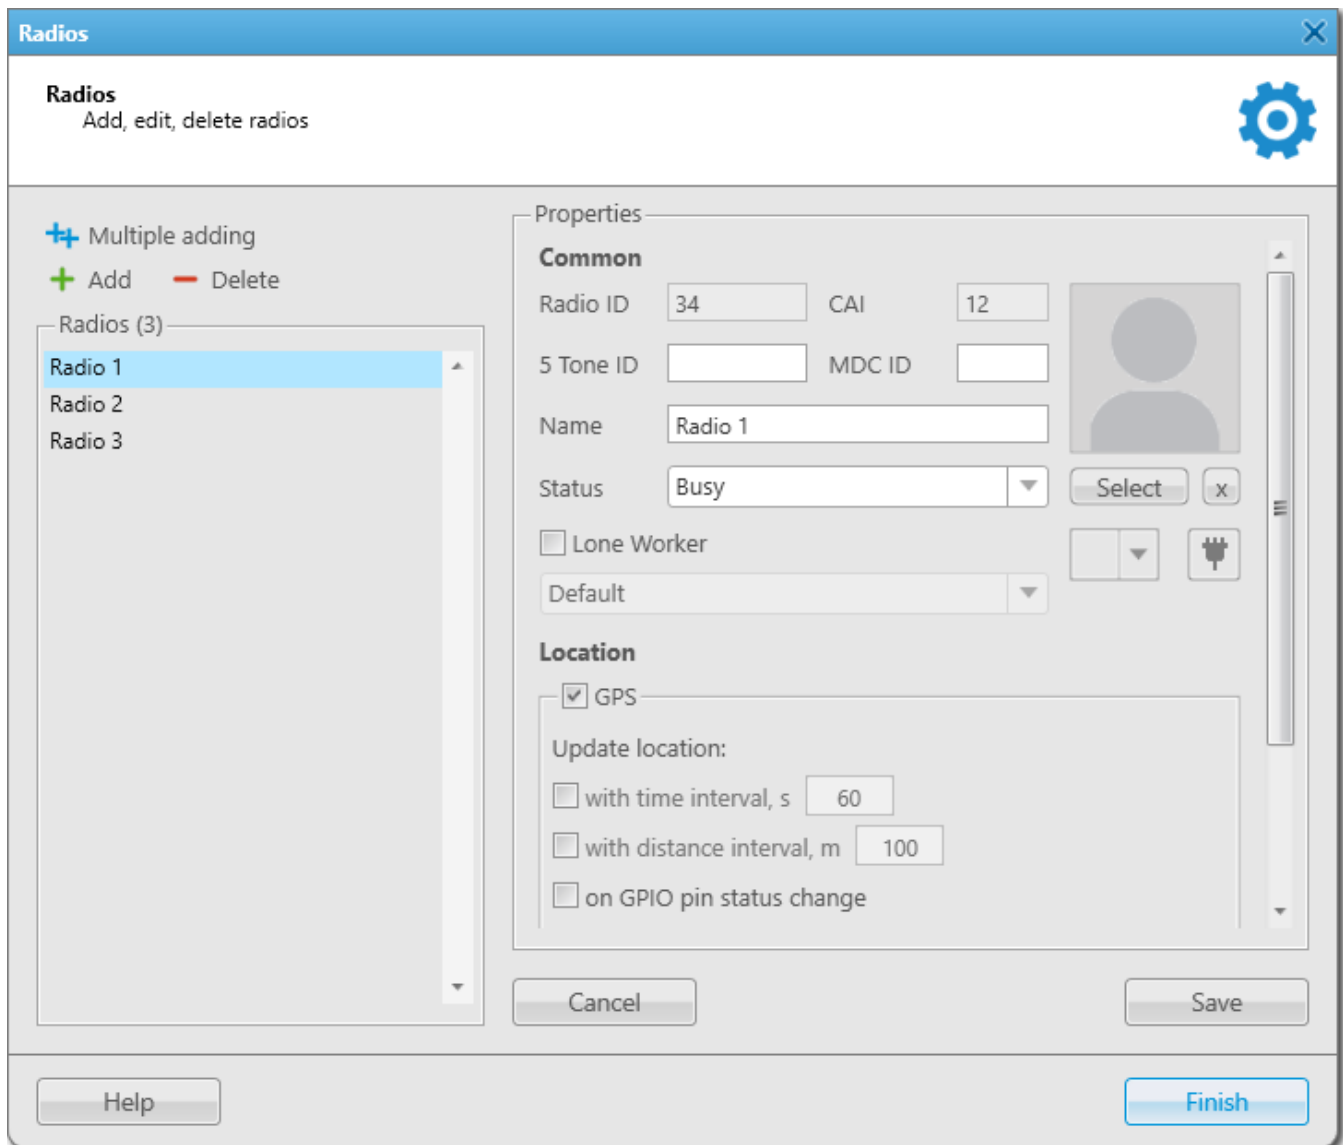 Radios
Radios
Add, edit, delete radios
Multiple adding
Add Delete
Radios (3)
Radio 1
Radio 2
Radio 3
Properties
Common
Radio ID 34 CAI 12
5 Tone ID MDC ID
Name Radio 1
Status Busy Select x
Lone Worker
Default
Location
GPS
Update location:
with time interval, s 60
with distance interval, m 100
on GPIO pin status change
Cancel Save
Help Finish